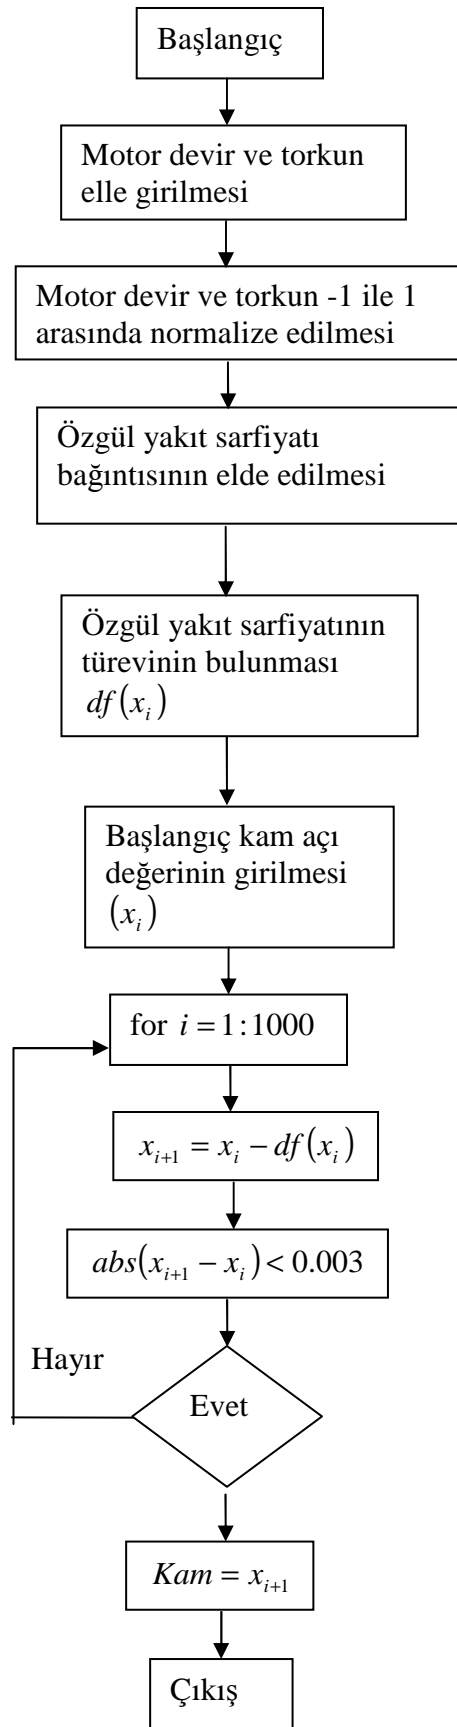 Başlangıç
Motor devir ve torkun
elle girilmesi
Motor devir ve torkun -1 ile 1
arasında normalize edilmesi
Özgül yakıt sarfiyatı
bağıntısının elde edilmesi
Özgül yakıt sarfiyatının
türevinin bulunması
df(x_i)
Başlangıç kam açı
değerinin girilmesi
(x_i)
for i = 1:1000
x_{i+1} = x_i − df(x_i)
abs(x_{i+1} − x_i) < 0.003
Hayır
Evet
Kam = x_{i+1}
Çıkış